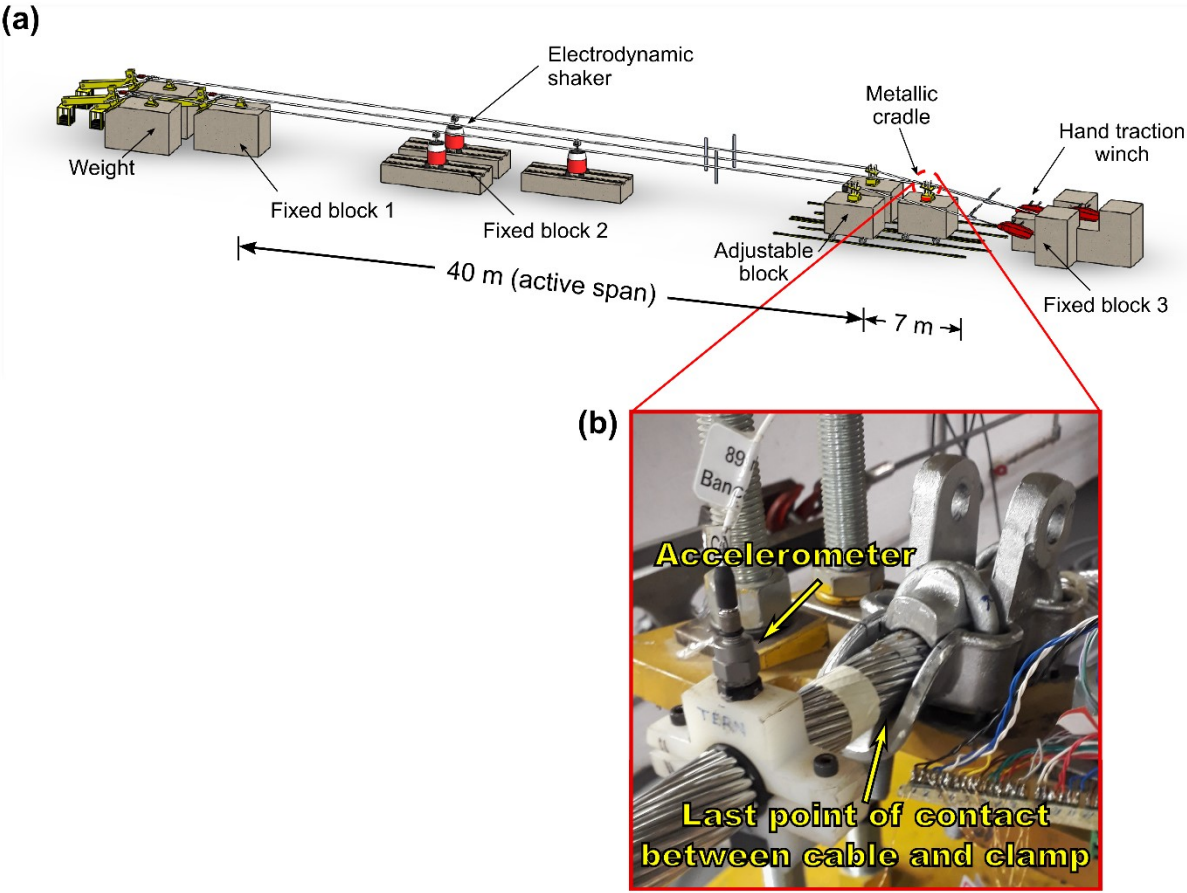 (a)
Electrodynamic
shaker
Metallic
cradle
Hand traction
winch
Weight
Fixed block 1
Fixed block 2
Adjustable
block
Fixed block 3
40 m (active span)
7 m
(b)
89
Banc
Accelerometer
TERN
Last point of contact
between cable and clamp